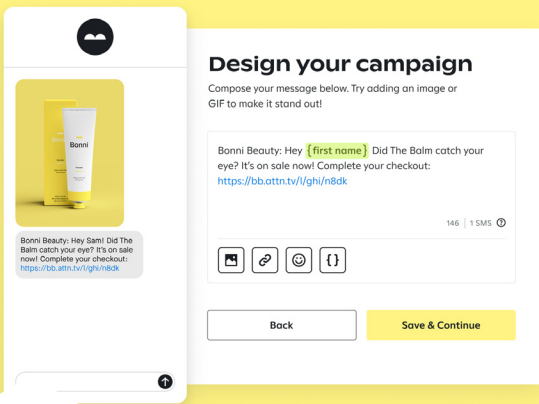 Bonni
Bonni Beauty: Hey Sam! Did The
Balm catch your eye? It's on sale
now! Complete your checkout:
https://bb.attn.tv/l/ghi/n8dk
Design your campaign
Compose your message below. Try adding an image or
GIF to make it stand out!
Bonni Beauty: Hey {first name} Did The Balm catch your
eye? It's on sale now! Complete your checkout:
https://bb.attn.tv/l/ghi/n8dk
146 | 1 SMS ?
{ }
Back
Save & Continue